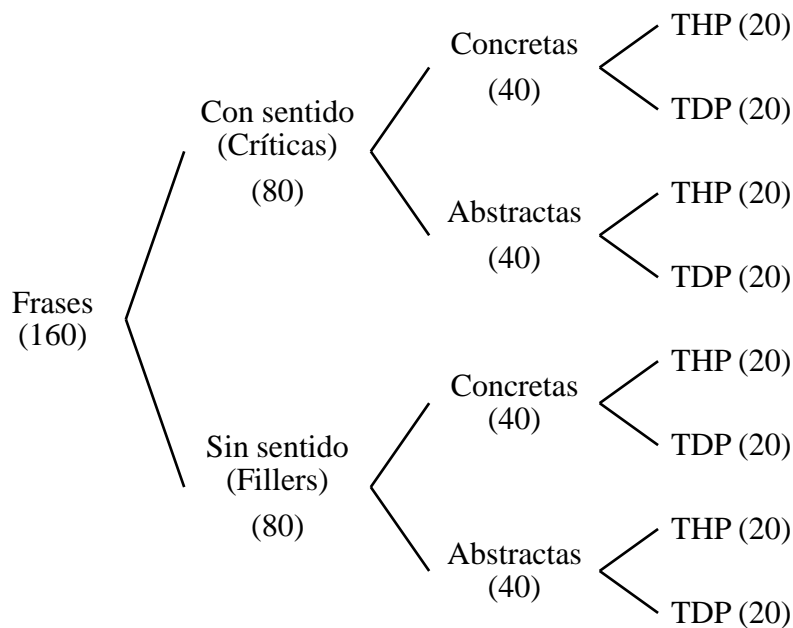 Frases
(160)
Con sentido
(Críticas)
(80)
Concretas
(40)
THP (20)
TDP (20)
Abstractas
(40)
THP (20)
TDP (20)
Sin sentido
(Fillers)
(80)
Concretas
(40)
THP (20)
TDP (20)
Abstractas
(40)
THP (20)
TDP (20)